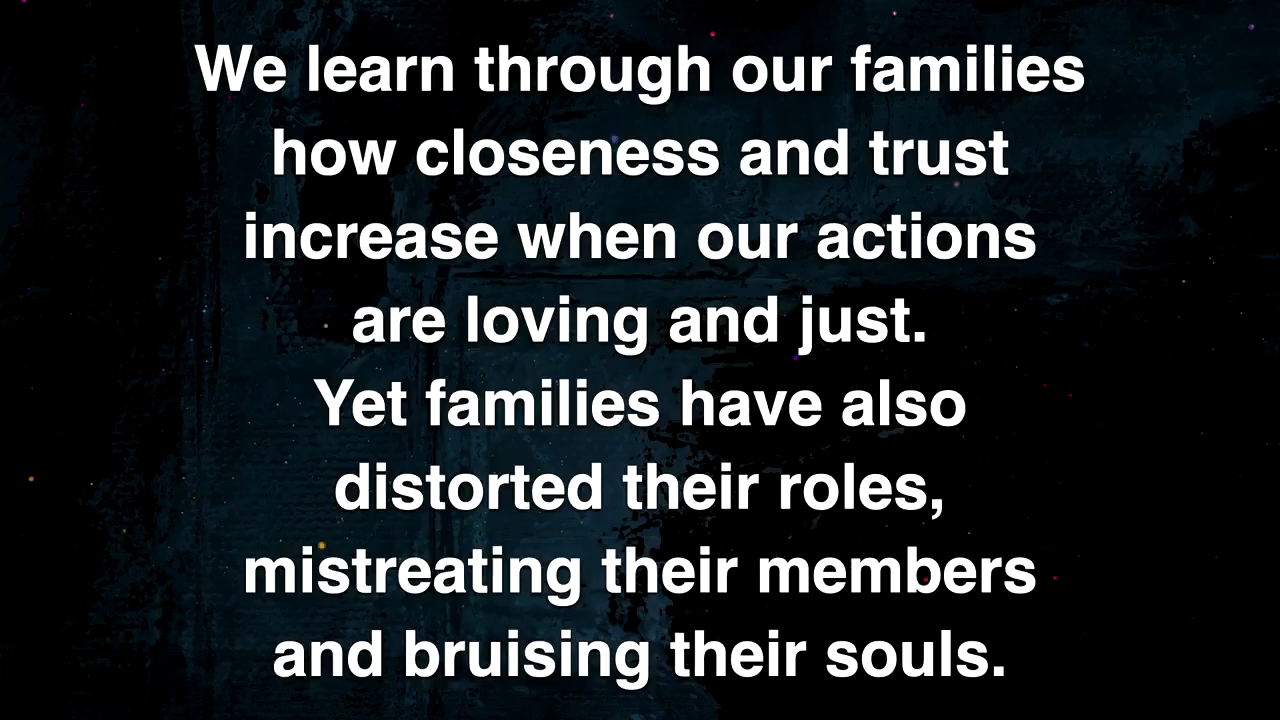 We learn through our families
how closeness and trust
increase when our actions
are loving and just.
Yet families have also
distorted their roles,
mistreating their members
and bruising their souls.